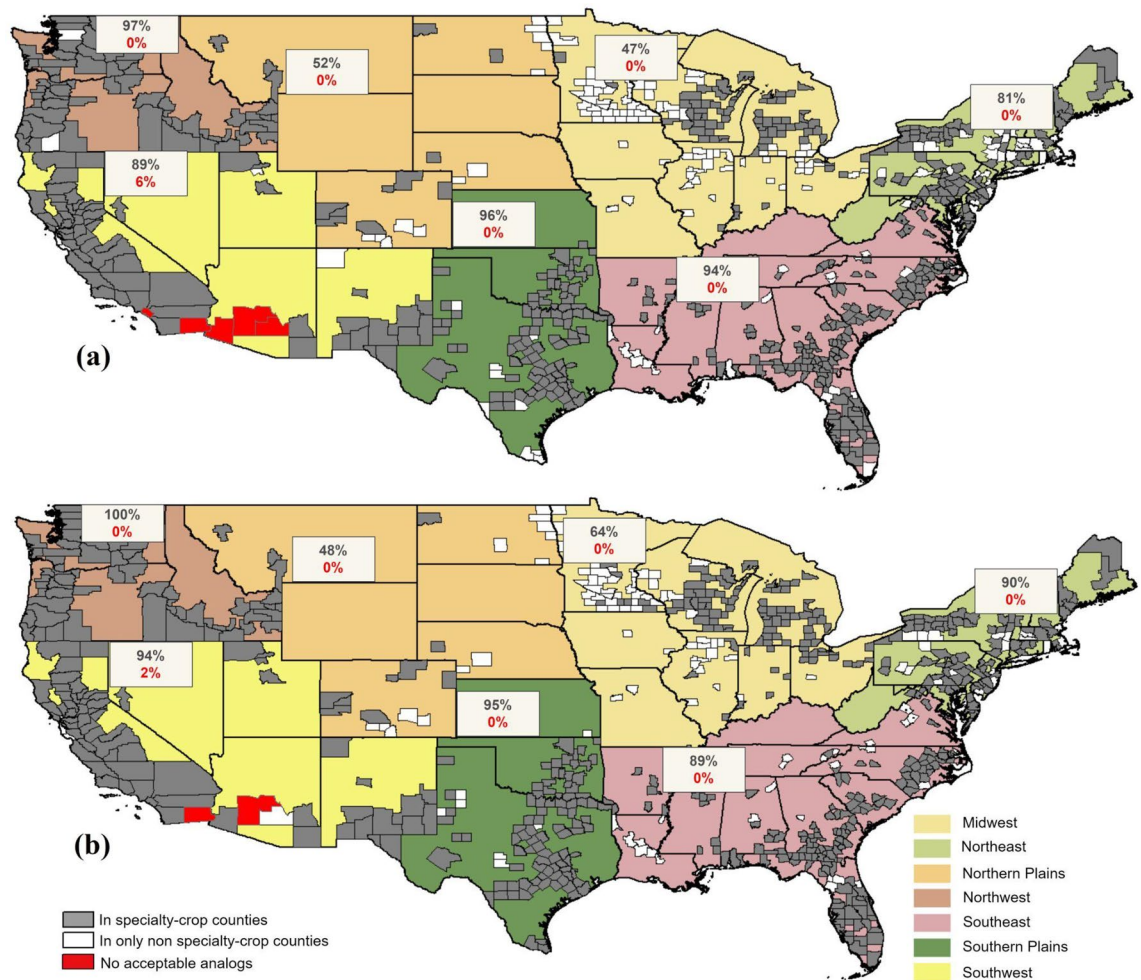 97%
0%
52%
0%
47%
0%
81%
0%
89%
6%
96%
0%
94%
0%
(a)
100%
0%
48%
0%
64%
0%
90%
0%
94%
2%
95%
0%
89%
0%
(b)
In specialty-crop counties
In only non specialty-crop counties
No acceptable analogs
Midwest
Northeast
Northern Plains
Northwest
Southeast
Southern Plains
Southwest